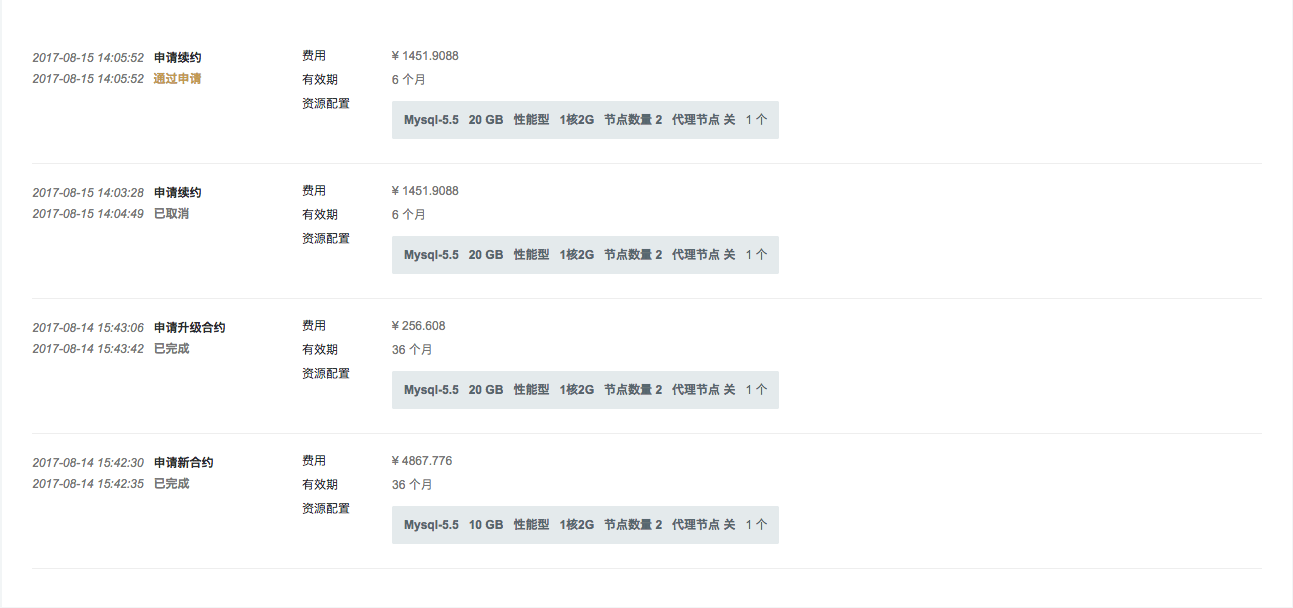 2017-08-15 14:05:52 申请续约 费用 ¥ 1451.9088
2017-08-15 14:05:52 通过申请 有效期 6 个月
资源配置
Mysql-5.5 20 GB 性能型 1核2G 节点数量 2 代理节点 关 1 个
2017-08-15 14:03:28 申请续约 费用 ¥ 1451.9088
2017-08-15 14:04:49 已取消 有效期 6 个月
资源配置
Mysql-5.5 20 GB 性能型 1核2G 节点数量 2 代理节点 关 1 个
2017-08-14 15:43:06 申请升级合约 费用 ¥ 256.608
2017-08-14 15:43:42 已完成 有效期 36 个月
资源配置
Mysql-5.5 20 GB 性能型 1核2G 节点数量 2 代理节点 关 1 个
2017-08-14 15:42:30 申请新合约 费用 ¥ 4867.776
2017-08-14 15:42:35 已完成 有效期 36 个月
资源配置
Mysql-5.5 10 GB 性能型 1核2G 节点数量 2 代理节点 关 1 个